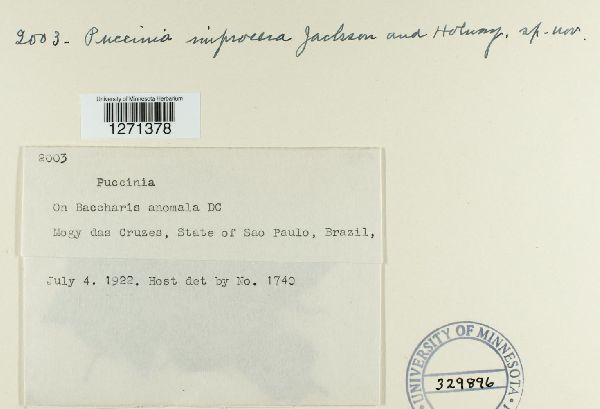 2003- Puccinia improcera Jackson and Holway. sp. nov.
University of Minnesota Herbarium
1271378
2003
Puccinia
On Baccharis anomala DC
Mogy das Cruzes, State of Sao Paulo, Brazil,
July 4. 1922. Host det by No. 1740
UNIVERSITY OF MINNESOTA
329896